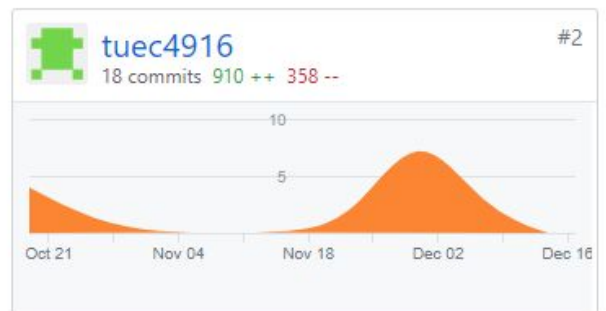 tuec4916 #2
18 commits 910 ++ 358 --
10
5
Oct 21 Nov 04 Nov 18 Dec 02 Dec 16